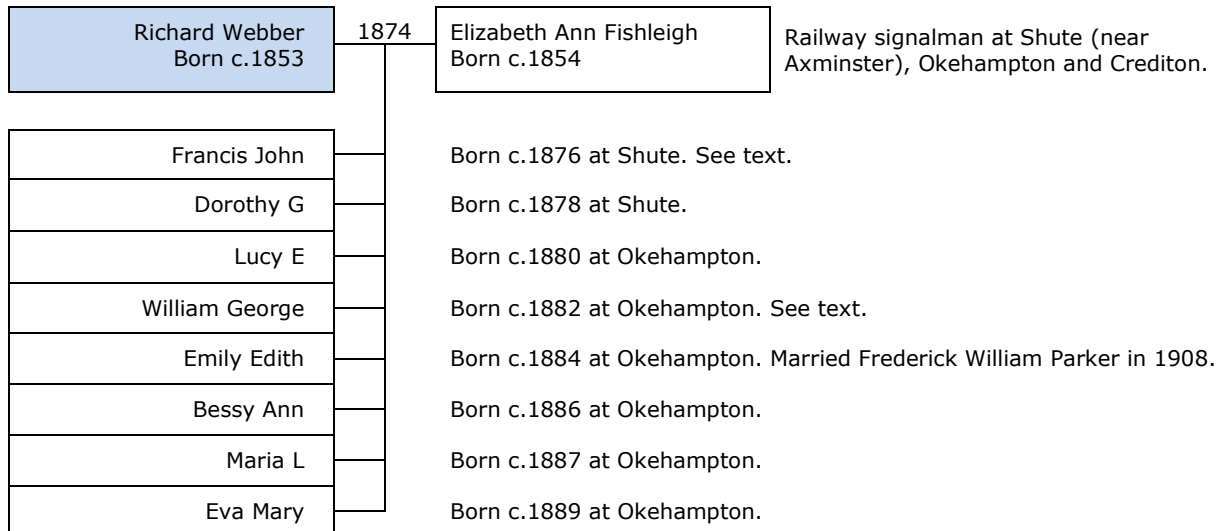 Richard Webber
Born c.1853
1874
Elizabeth Ann Fishleigh
Born c.1854
Railway signalman at Shute (near
Axminster), Okehampton and Crediton.
Francis John
Born c.1876 at Shute. See text.
Dorothy G
Born c.1878 at Shute.
Lucy E
Born c.1880 at Okehampton.
William George
Born c.1882 at Okehampton. See text.
Emily Edith
Born c.1884 at Okehampton. Married Frederick William Parker in 1908.
Bessy Ann
Born c.1886 at Okehampton.
Maria L
Born c.1887 at Okehampton.
Eva Mary
Born c.1889 at Okehampton.